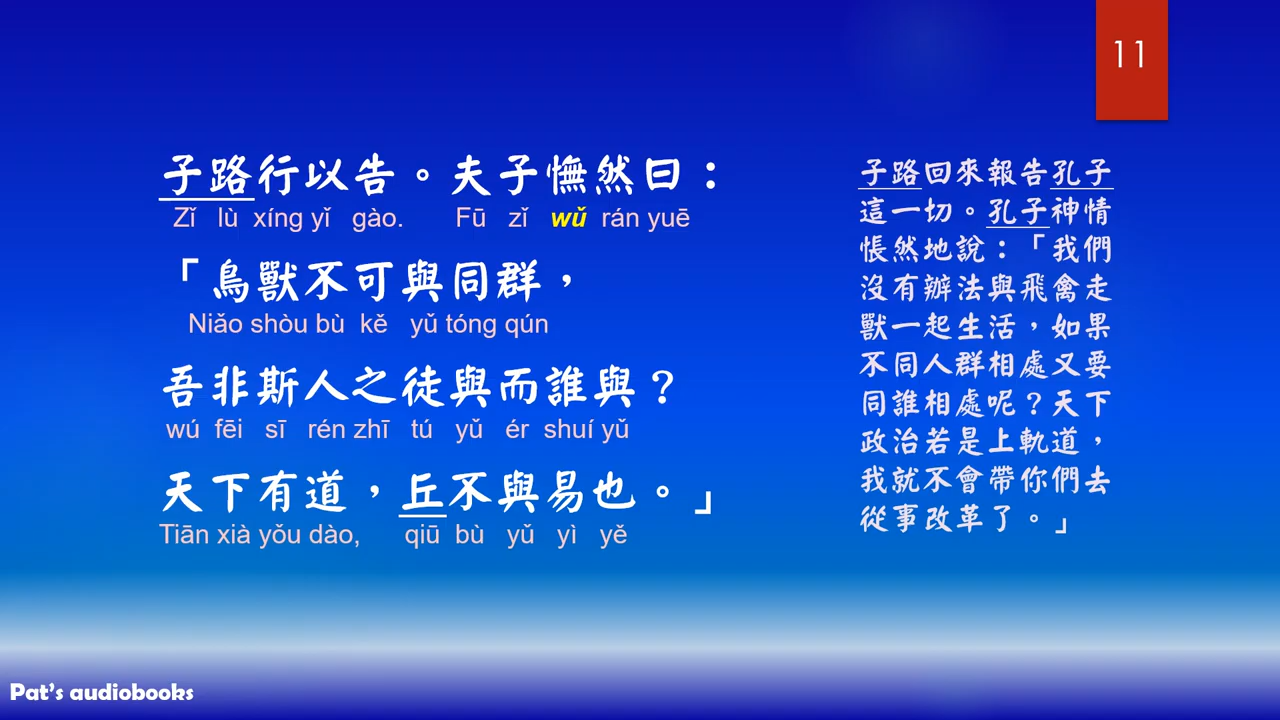 11
子路行以告。夫子憮然曰：
Zǐ lù xíng yǐ gào. Fū zǐ wǔ rán yuē
「鳥獸不可與同群，
Niǎo shòu bù kě yǔ tóng qún
吾非斯人之徒與而誰與？
wú fēi sī rén zhī tú yǔ ér shuí yǔ
天下有道，丘不與易也。」
Tiān xià yǒu dào, qiū bù yǔ yì yě
子路回來報告孔子
這一切。孔子神情
悵然地說：「我們
沒有辦法與飛禽走
獸一起生活，如果
不同人群相處又要
同誰相處呢？天下
政治若是上軌道，
我就不會帶你們去
從事改革了。」
Pat's audiobooks